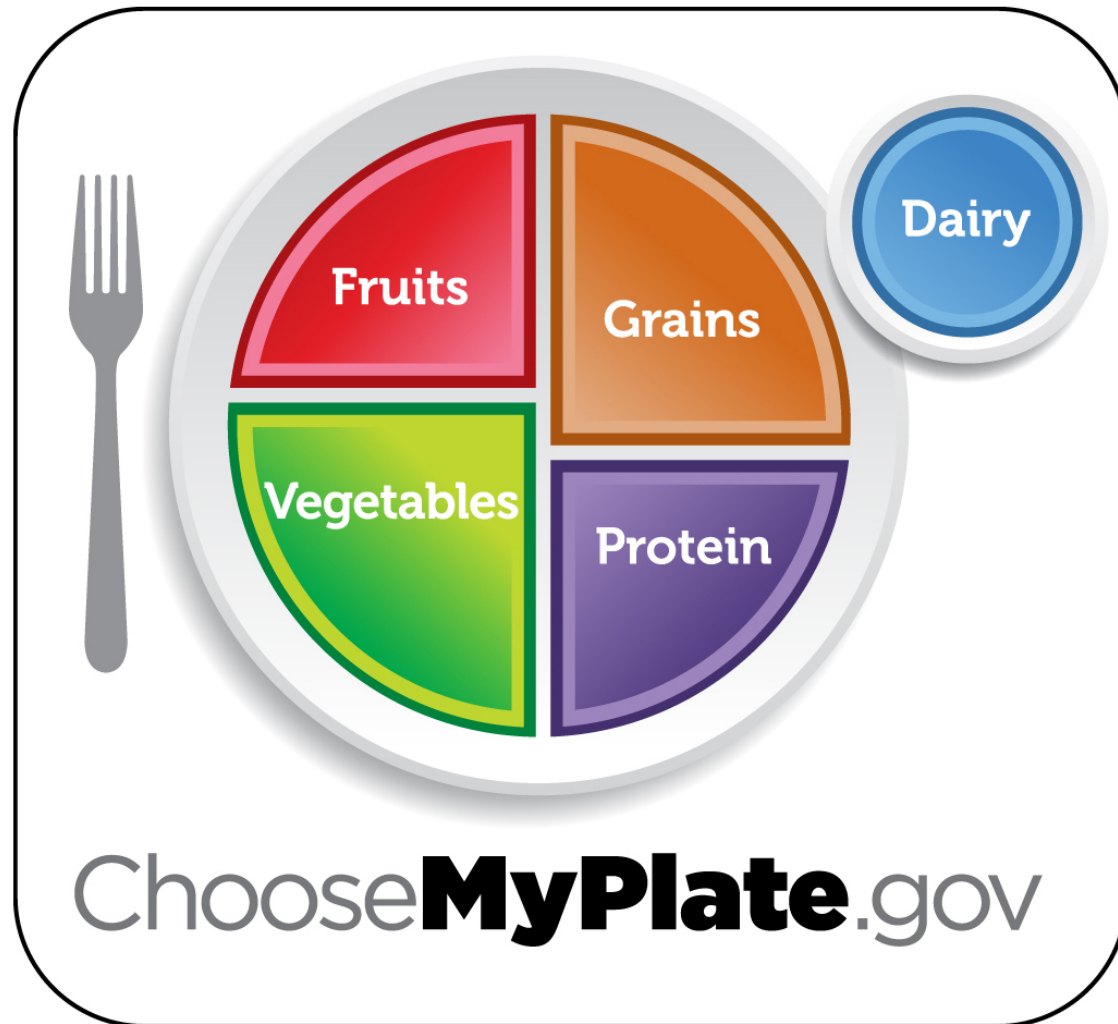 Fruits
Grains
Dairy
Vegetables
Protein
ChooseMyPlate.gov